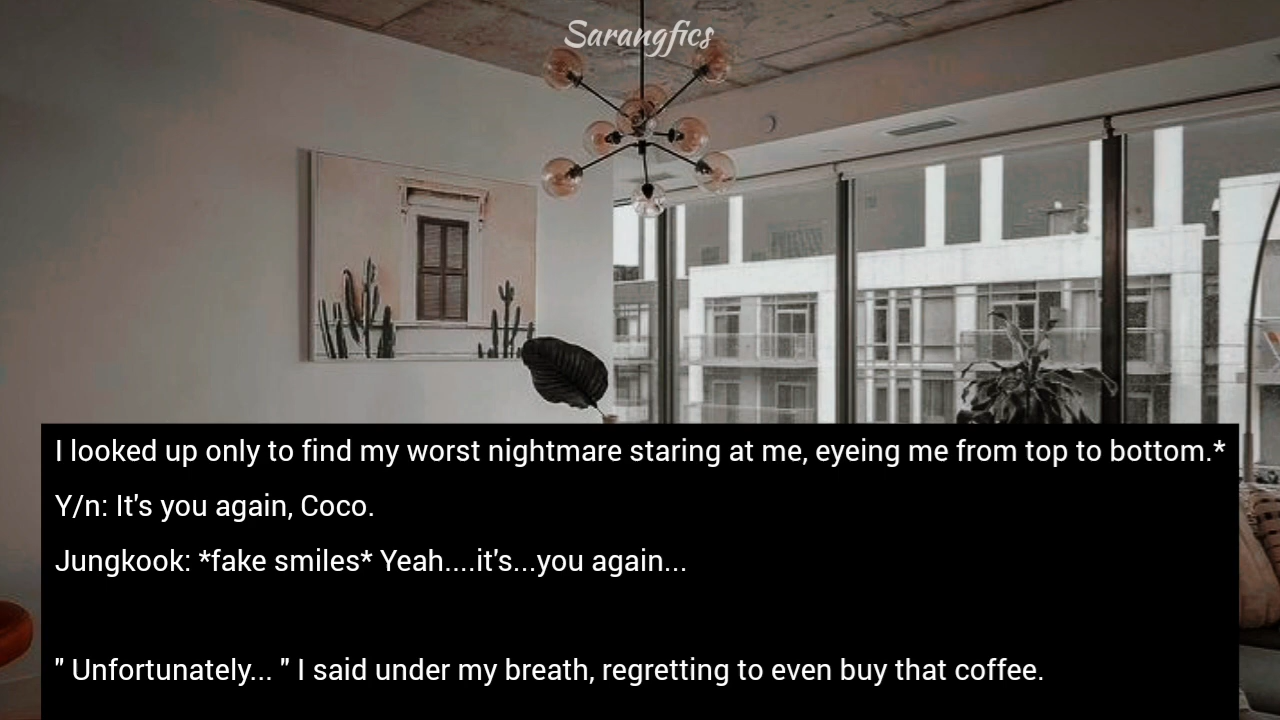 Sarangfics
I looked up only to find my worst nightmare staring at me, eyeing me from top to bottom.*
Y/n: It's you again, Coco.
Jungkook: *fake smiles* Yeah....it's...you again...
" Unfortunately... " I said under my breath, regretting to even buy that coffee.